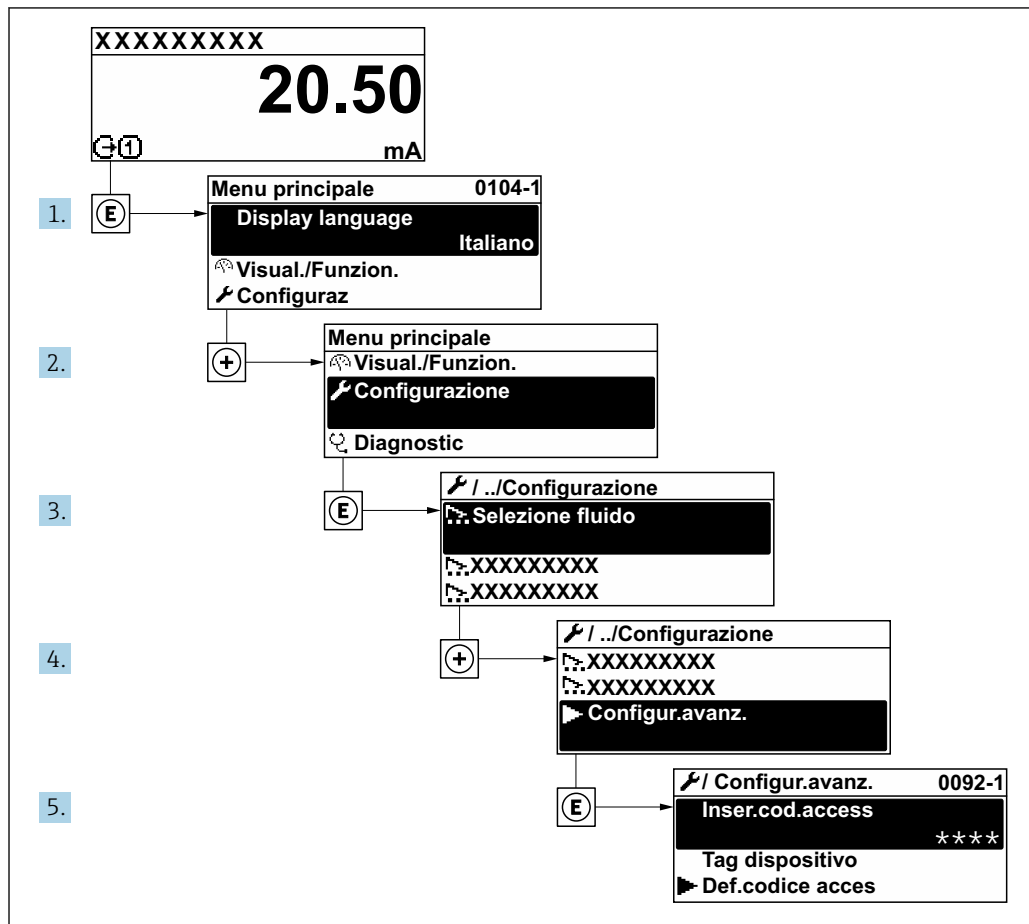 XXXXXXXXX
20.50
1
mA
1.
E
Menu principale 0104-1
Display language
Italiano
Visual./Funzion.
Configuraz
2.
+
Menu principale
Visual./Funzion.
Configurazione
Diagnostic
3.
E
/ ../Configurazione
Selezione fluido
XXXXXXXXX
XXXXXXXXX
4.
+
/ ../Configurazione
XXXXXXXXX
XXXXXXXXX
Configur.avanz.
5.
E
/ Configur.avanz. 0092-1
Inser.cod.access
****
Tag dispositivo
Def.codice acces